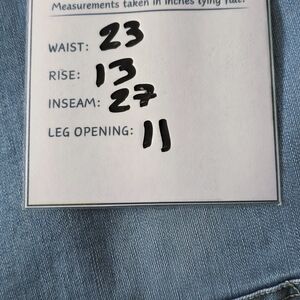 Measurements taken in inches lying flat.
WAIST: 23
RISE: 13
INSEAM: 27
LEG OPENING: 11